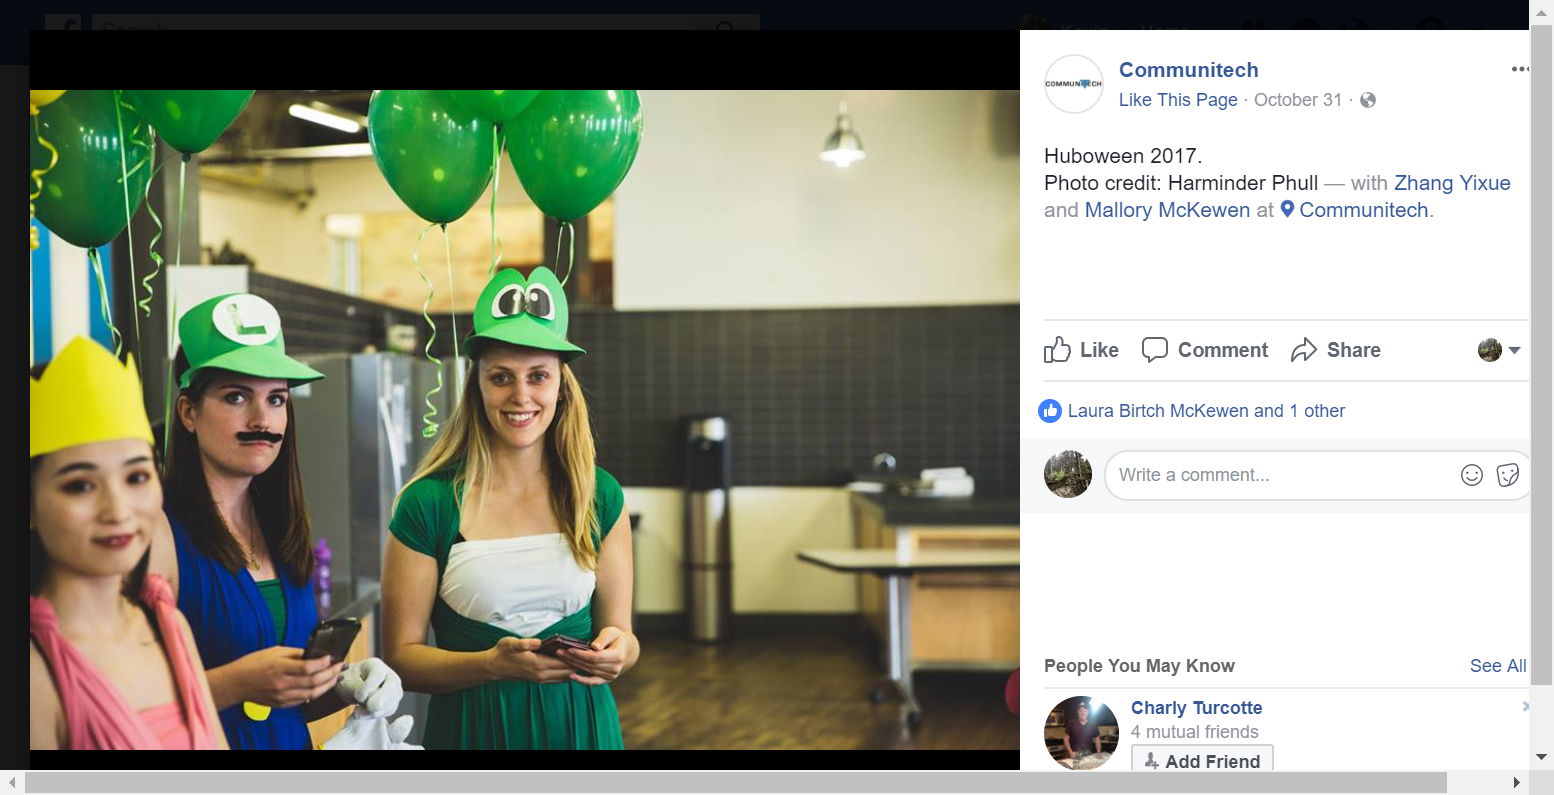 Search
Home
COMMUNITECH
Communitech
Like This Page · October 31 ·
Huboween 2017.
Photo credit: Harminder Phull — with Zhang Yixue
and Mallory McKewen at Communitech.
L
Like Comment Share
Laura Birtch McKewen and 1 other
Write a comment...
People You May Know See All
Charly Turcotte
4 mutual friends
Add Friend